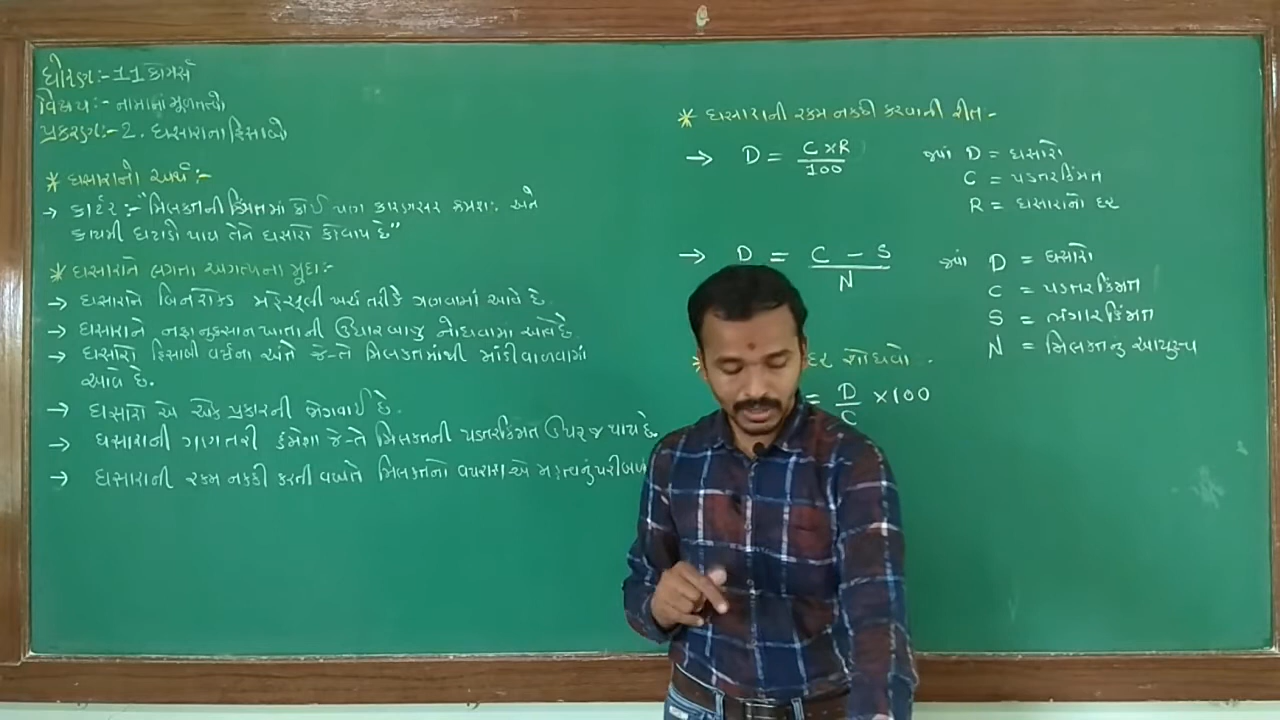 ધોરણ:- 11 કોમર્સ
વિષય:- નામાના મૂળતત્વો
પ્રકરણ:- 2. ઘસારાના હિસાબો
* ઘસારાનો અર્થ:-
→ કાર્ટર:- "મિલકતની કિંમતમાં કોઈ પણ કારણસર ક્રમશ: અને
કાયમી ઘટાડો થાય તેને ઘસારો કહેવાય છે"
* ઘસારાને લગતા અગત્યના મુદ્દા:-
→ ઘસારાને બિનરોકડ મહેસૂલી ખર્ચ તરીકે ગણવામાં આવે છે.
→ ઘસારાને નફાનુકસાન ખાતાની ઉધારબાજુ નોંધવામાં આવે છે.
→ ઘસારો હિસાબી વર્ષના અંતે જે-તે મિલકતમાંથી માંડીવાળવામાં
આવે છે.
→ ઘસારો એ એક પ્રકારની જોગવાઈ છે.
→ ઘસારાની ગણતરી હંમેશા જે-તે મિલકતની પડતરકિંમત ઉપર જ થાય છે.
→ ઘસારાની રકમ નક્કી કરતી વખતે મિલકતનો વપરાશ એ મહત્વનું પરીબળ
* ઘસારાની રકમ નક્કી કરવાની રીત -
→ D = C×R / 100 જ્યાં D = ઘસારો
C = પડતરકિંમત
R = ઘસારાનો દર
→ D = C - S / N જ્યાં D = ઘસારો
C = પડતરકિંમત
S = ભંગારકિંમત
N = મિલકતનુ આયુષ્ય
* દર શોધવો -
= D / C × 100